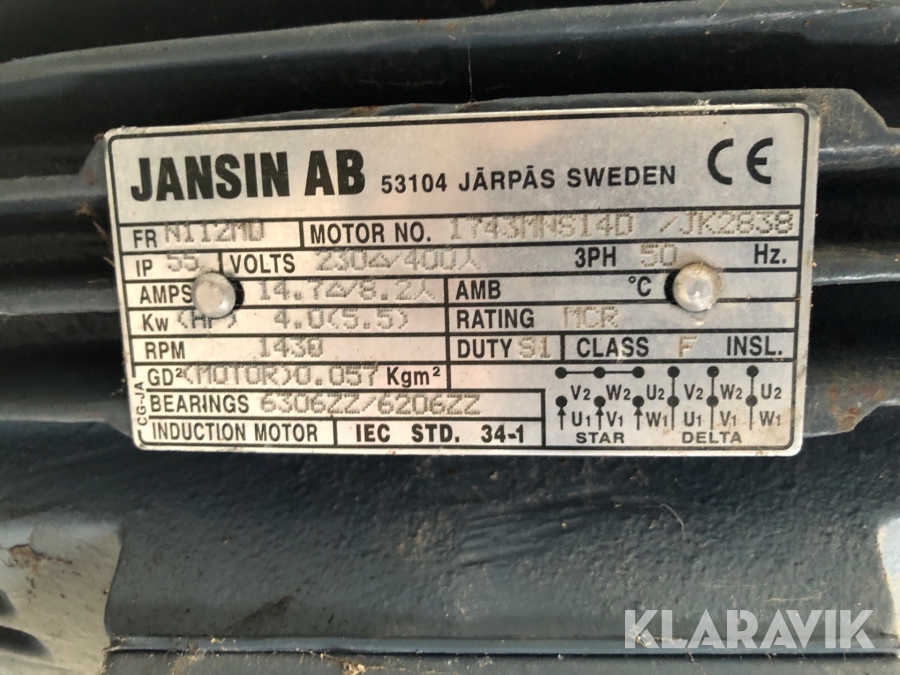 JANSIN AB 53104 JÄRPÅS SWEDEN CE
FR MOTOR NO. 1743MNS14D /JK2838
IP 55 VOLTS 230△/400⅄ 3PH 50 Hz.
AMPS 14.7△/8.2⅄ AMB °C
Kw (HP) 4.0(5.5) RATING MCR
RPM 1430 DUTY S1 CLASS F INSL.
GD² (MOTOR)0.057 Kgm²
BEARINGS 6306ZZ/6206ZZ
INDUCTION MOTOR IEC STD. 34-1
CG-JA
V2 W2 U2 V2 W2 U2
U1 V1 W1 U1 V1 W1
STAR DELTA
KLARAVIK